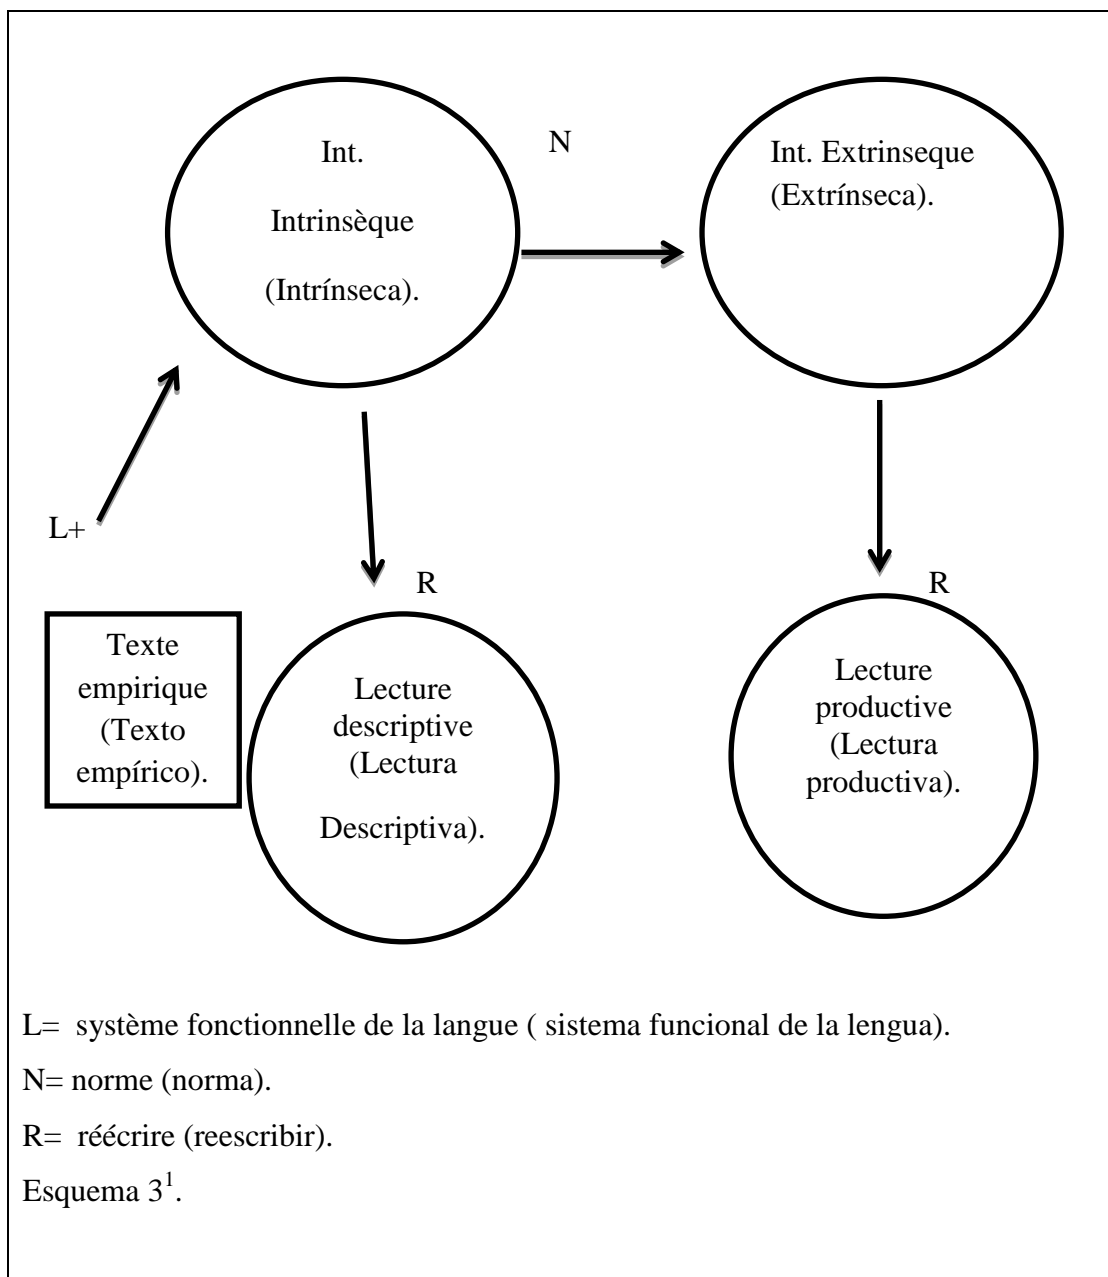 Int.
Intrinsèque
(Intrínseca).
N
Int. Extrinseque
(Extrínseca).
L+
R
R
Texte
empirique
(Texto
empírico).
Lecture
descriptive
(Lectura
Descriptiva).
Lecture
productive
(Lectura
productiva).
L= système fonctionnelle de la langue ( sistema funcional de la lengua).
N= norme (norma).
R= réécrire (reescribir).
Esquema 3¹.